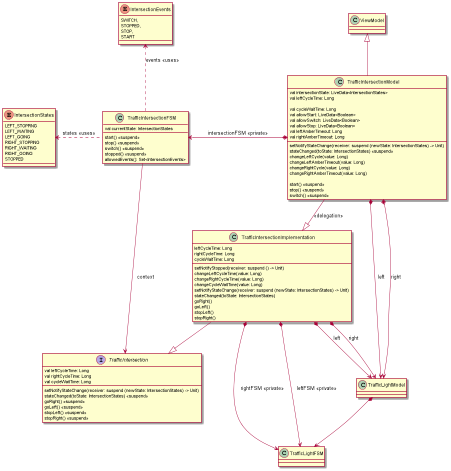 IntersectionEvents
SWITCH,
STOPPED,
STOP,
START
ViewModel
events «uses»
TrafficIntersectionModel
val intersectionState: LiveData<IntersectionStates>
val leftCycleTime: Long
val cycleWaitTime: Long
val allowStart: LiveData<Boolean>
val allowSwitch: LiveData<Boolean>
val allowStop: LiveData<Boolean>
val leftAmberTimeout: Long
val rightAmberTimeout: Long
setNotifyStateChange(receiver: suspend (newState: IntersectionStates) -> Unit)
stateChanged(toState: IntersectionStates) «suspend»
changeLeftCycle(value: Long)
changeLeftAmberTimeout(value: Long)
changeRightCycle(value: Long)
changeRightAmberTimeout(value: Long)
start() «suspend»
stop() «suspend»
switch() «suspend»
IntersectionStates
LEFT_STOPPING
LEFT_WAITING
LEFT_GOING
RIGHT_STOPPING
RIGHT_WAITING
RIGHT_GOING
STOPPED
states «uses»
TrafficIntersectionFSM
val currentState: IntersectionStates
start() «suspend»
stop() «suspend»
switch() «suspend»
stopped() «suspend»
allowedEvents(): Set<IntersectionEvents>
intersectionFSM «private»
«delegation»
TrafficIntersectionImplementation
leftCycleTime: Long
rightCycleTime: Long
cycleWaitTime: Long
setNotifyStopped(receiver: suspend () -> Unit)
changeLeftCycleTime(value: Long)
changeRightCycleTime(value: Long)
changeCycleWaitTime(value: Long)
setNotifyStateChange(receiver: suspend (newState: IntersectionStates) -> Unit)
stateChanged(toState: IntersectionStates)
goRight()
goLeft()
stopLeft()
stopRight()
context
left
right
left
right
TrafficIntersection
val leftCycleTime: Long
val rightCycleTime: Long
val cycleWaitTime: Long
setNotifyStateChange(receiver: suspend (newState: IntersectionStates) -> Unit)
stateChanged(toState: IntersectionStates) «suspend»
goRight() «suspend»
goLeft() «suspend»
stopLeft() «suspend»
stopRight() «suspend»
rightFSM «private»
leftFSM «private»
TrafficLightModel
TrafficLightFSM